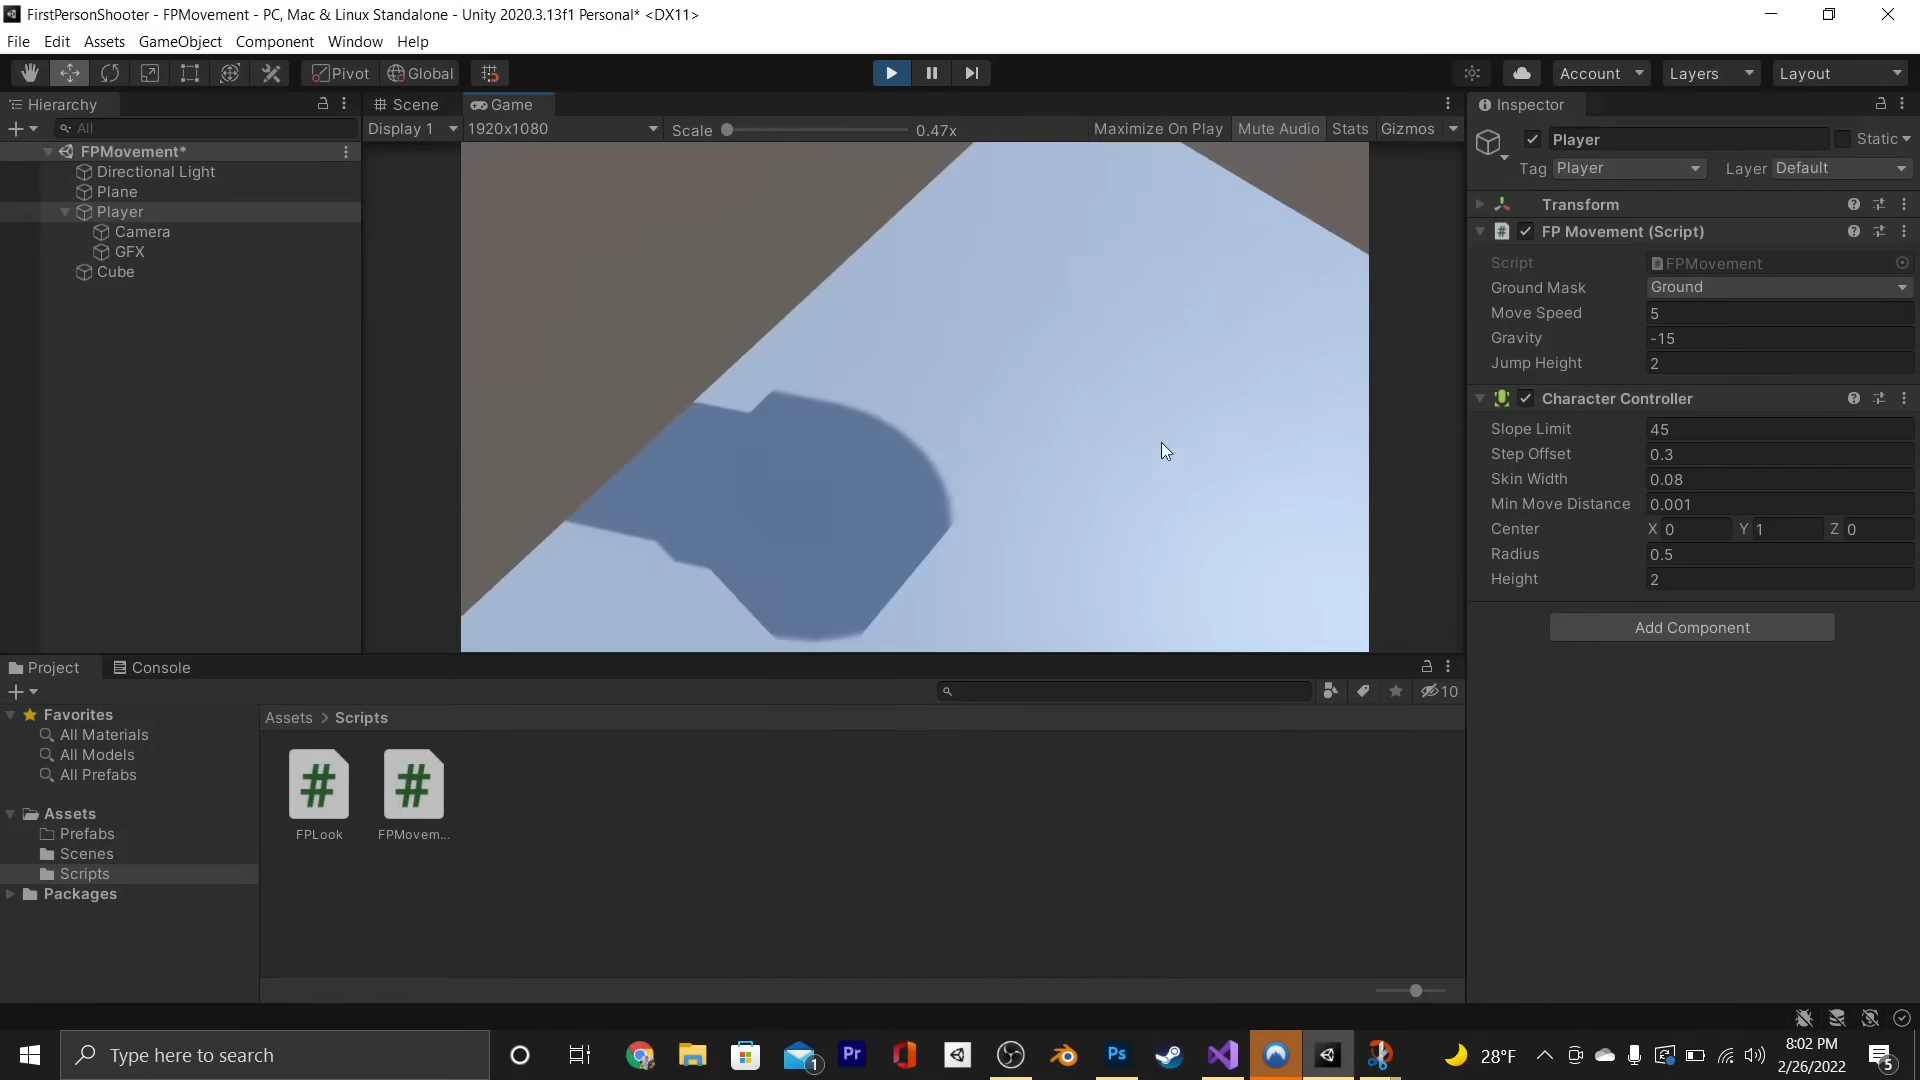 FirstPersonShooter - FPMovement - PC, Mac & Linux Standalone - Unity 2020.3.13f1 Personal* <DX11>
File Edit Assets GameObject Component Window Help
Pivot Global Account Layers Layout
Hierarchy
All
FPMovement*
Directional Light
Plane
Player
Camera
GFX
Cube
Scene Game
Display 1 1920x1080 Scale 0.47x Maximize On Play Mute Audio Stats Gizmos
Inspector
Player Static
Tag Player Layer Default
Transform
# FP Movement (Script)
Script # FPMovement
Ground Mask Ground
Move Speed 5
Gravity -15
Jump Height 2
Character Controller
Slope Limit 45
Step Offset 0.3
Skin Width 0.08
Min Move Distance 0.001
Center X 0 Y 1 Z 0
Radius 0.5
Height 2
Add Component
Project Console
10
Favorites
All Materials
All Models
All Prefabs
Assets
Prefabs
Scenes
Scripts
Packages
Assets > Scripts
# #
FPLook FPMovem...
Type here to search
1
Pr
Ps
28°F
8:02 PM
2/26/2022
5